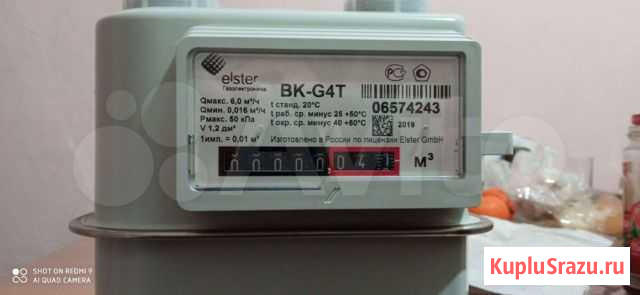 elster
Газэлектроника
BK-G4T
Qмакс. 6,0 м³/ч
Qмин. 0,016 м³/ч
Pмакс. 50 кПа
V 1,2 дм³
1имп. = 0,01 м³
t станд. 20°C
t раб. ср. минус 25 +50°C
t окр. ср. минус 40 +60°C
06574243
2019
Изготовлено в России по лицензии Elster GmbH
00000 041 м³
SHOT ON REDMI 9
AI QUAD CAMERA
KupluSrazu.ru